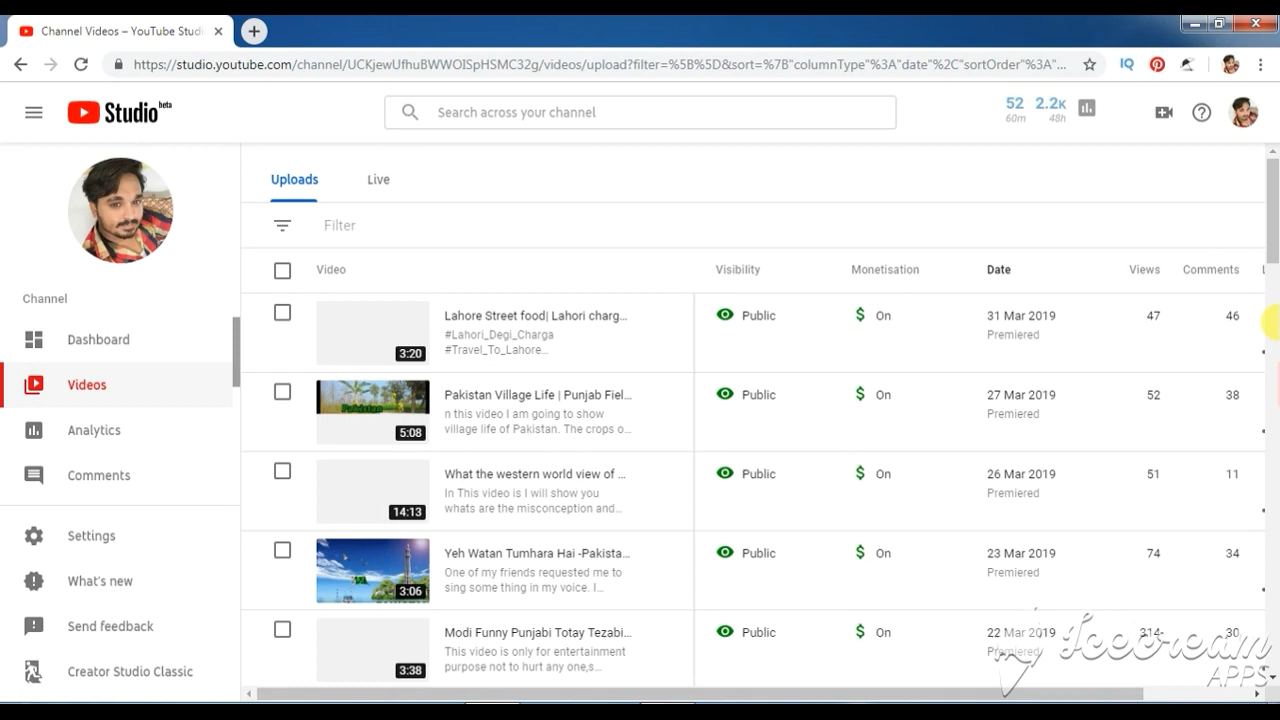 Channel Videos – YouTube Studi
https://studio.youtube.com/channel/UCKjewUfhuBWWOISpHSMC32g/videos/upload?filter=%5B%5D&sort=%7B"columnType"%3A"date"%2C"sortOrder"%3A"...
IQ
Studio beta
Search across your channel
52 2.2K
60m 48h
Uploads Live
Filter
Video Visibility Monetisation Date Views Comments
Channel
Dashboard
Videos
Analytics
Comments
Settings
What's new
Send feedback
Creator Studio Classic
Lahore Street food| Lahori charg... Public $ On 31 Mar 2019 47 46
#Lahori_Degi_Charga Premiered
#Travel_To_Lahore...
3:20
Pakistan Village Life | Punjab Fiel... Public $ On 27 Mar 2019 52 38
n this video I am going to show Premiered
village life of Pakistan. The crops o...
Pakistan
5:08
What the western world view of ... Public $ On 26 Mar 2019 51 11
In This video is I will show you Premiered
whats are the misconception and...
14:13
Yeh Watan Tumhara Hai -Pakista... Public $ On 23 Mar 2019 74 34
One of my friends requested me to Premiered
sing some thing in my voice. I...
3:06
Modi Funny Punjabi Totay Tezabi... Public $ On 22 Mar 2019 314 30
This video is only for entertainment Premiered
purpose not to hurt any one,s...
3:38
Icecream
APPS